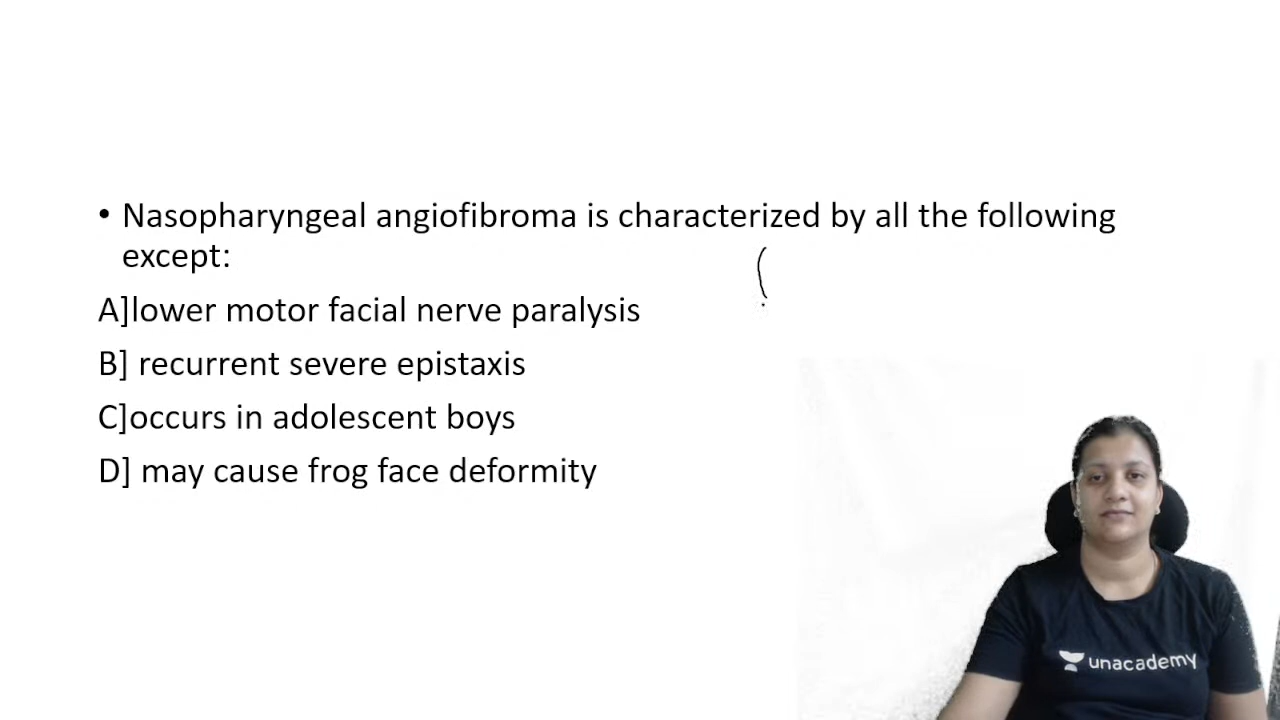 • Nasopharyngeal angiofibroma is characterized by all the following
except:
A]lower motor facial nerve paralysis
B] recurrent severe epistaxis
C]occurs in adolescent boys
D] may cause frog face deformity
unacademy